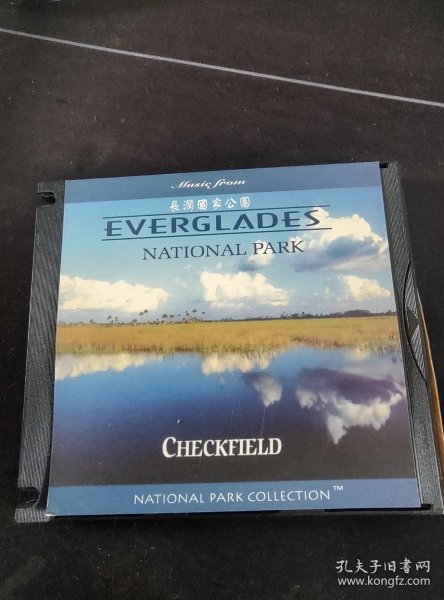 Music from
長濶國家公園
EVERGLADES
NATIONAL PARK
CHECKFIELD
NATIONAL PARK COLLECTION™
孔夫子旧书网
www.kongfz.com